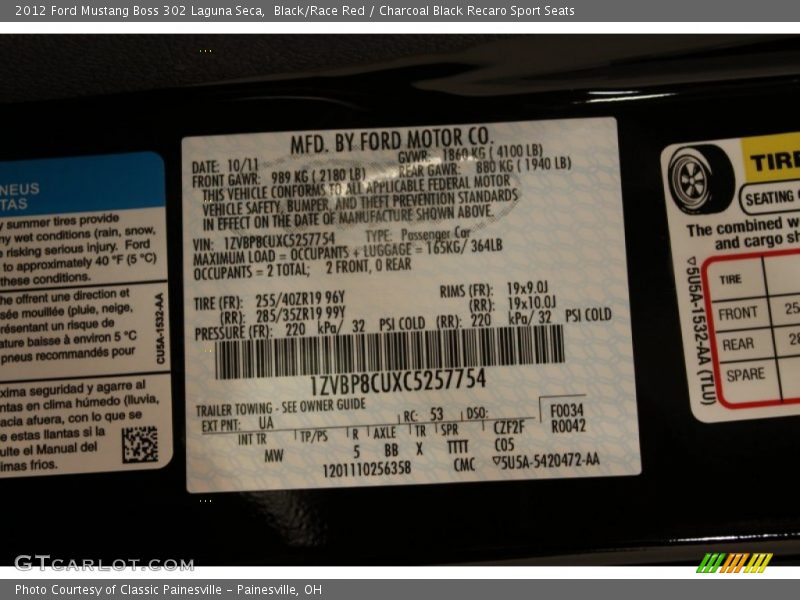 2012 Ford Mustang Boss 302 Laguna Seca,  Black/Race Red / Charcoal Black Recaro Sport Seats
NEUS
TAS
y summer tires provide
ny wet conditions (rain, snow,
e risking serious injury. Ford
to approximately 40 °F (5 °C)
these conditions.
he offrent une direction et
sée mouillée (pluie, neige,
résentant un risque de
ature baisse à environ 5 °C
pneus recommandés pour
CU5A-1532-AA
xima seguridad y agarre al
ntas en clima húmedo (lluvia,
acia afuera, con lo que se
e estas llantas si la
ulte el Manual del
imas fríos.
MFD. BY FORD MOTOR CO.
DATE: 10/11 GVWR: 1860 KG ( 4100 LB)
FRONT GAWR: 989 KG ( 2180 LB) REAR GAWR: 880 KG ( 1940 LB)
THIS VEHICLE CONFORMS TO ALL APPLICABLE FEDERAL MOTOR
VEHICLE SAFETY, BUMPER, AND THEFT PREVENTION STANDARDS
IN EFFECT ON THE DATE OF MANUFACTURE SHOWN ABOVE.
VIN: 1ZVBP8CUXC5257754 TYPE: Passenger Car
MAXIMUM LOAD = OCCUPANTS + LUGGAGE = 165KG/ 364LB
OCCUPANTS = 2 TOTAL; 2 FRONT, 0 REAR
TIRE (FR): 255/40ZR19 96Y RIMS (FR): 19x9.0J
(RR): 285/35ZR19 99Y (RR): 19x10.0J
PRESSURE (FR): 220 kPa/ 32 PSI COLD (RR): 220 kPa/ 32 PSI COLD
1ZVBP8CUXC5257754
TRAILER TOWING - SEE OWNER GUIDE
EXT PNT: UA RC: 53 DSO: F0034
R0042
INT TR TP/PS R AXLE TR SPR CZF2F
MW 5 BB X TTTT C05
1201110256358 CMC ▽5U5A-5420472-AA
TIRE
SEATING
The combined w
and cargo sh
▽5U5A-1532-AA (TLU)
TIRE
FRONT 25
REAR 28
SPARE
GTCARLOT.COM
Photo Courtesy of Classic Painesville – Painesville, OH